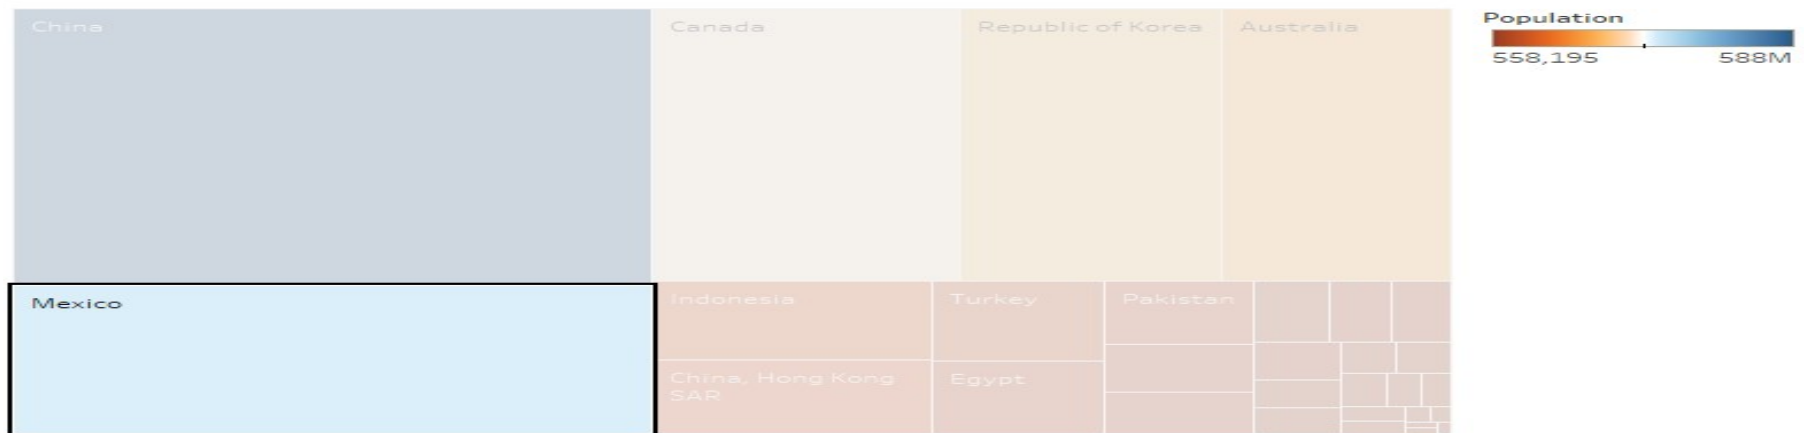 China
Canada
Republic of Korea
Australia
Population
558,195
588M
Mexico
Indonesia
Turkey
Pakistan
China, Hong Kong
SAR
Egypt